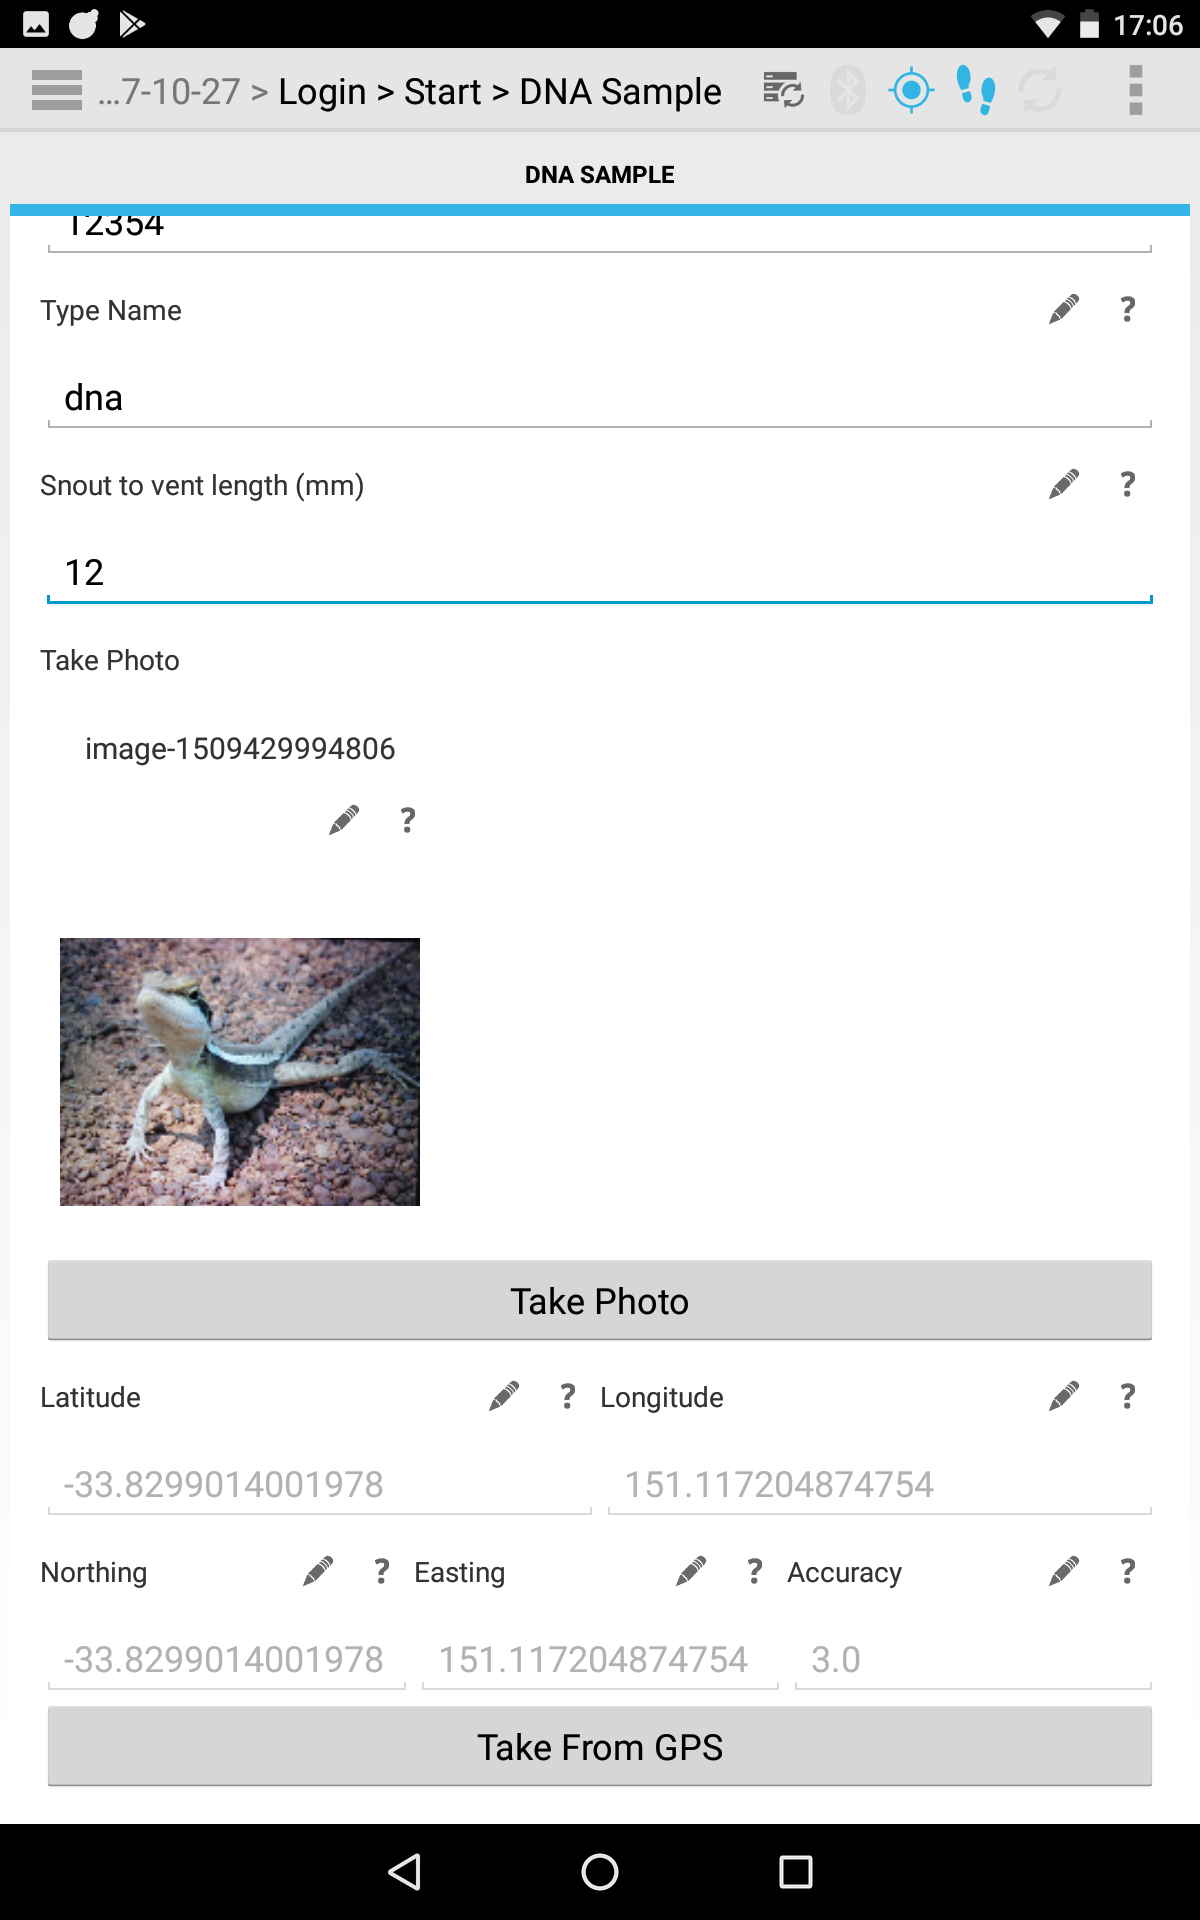 17:06
...7-10-27 > Login > Start > DNA Sample
DNA SAMPLE
12354
Type Name ?
dna
Snout to vent length (mm) ?
12
Take Photo
image-1509429994806
?
Take Photo
Latitude ? Longitude ?
-33.8299014001978 151.117204874754
Northing ? Easting ? Accuracy ?
-33.8299014001978 151.117204874754 3.0
Take From GPS